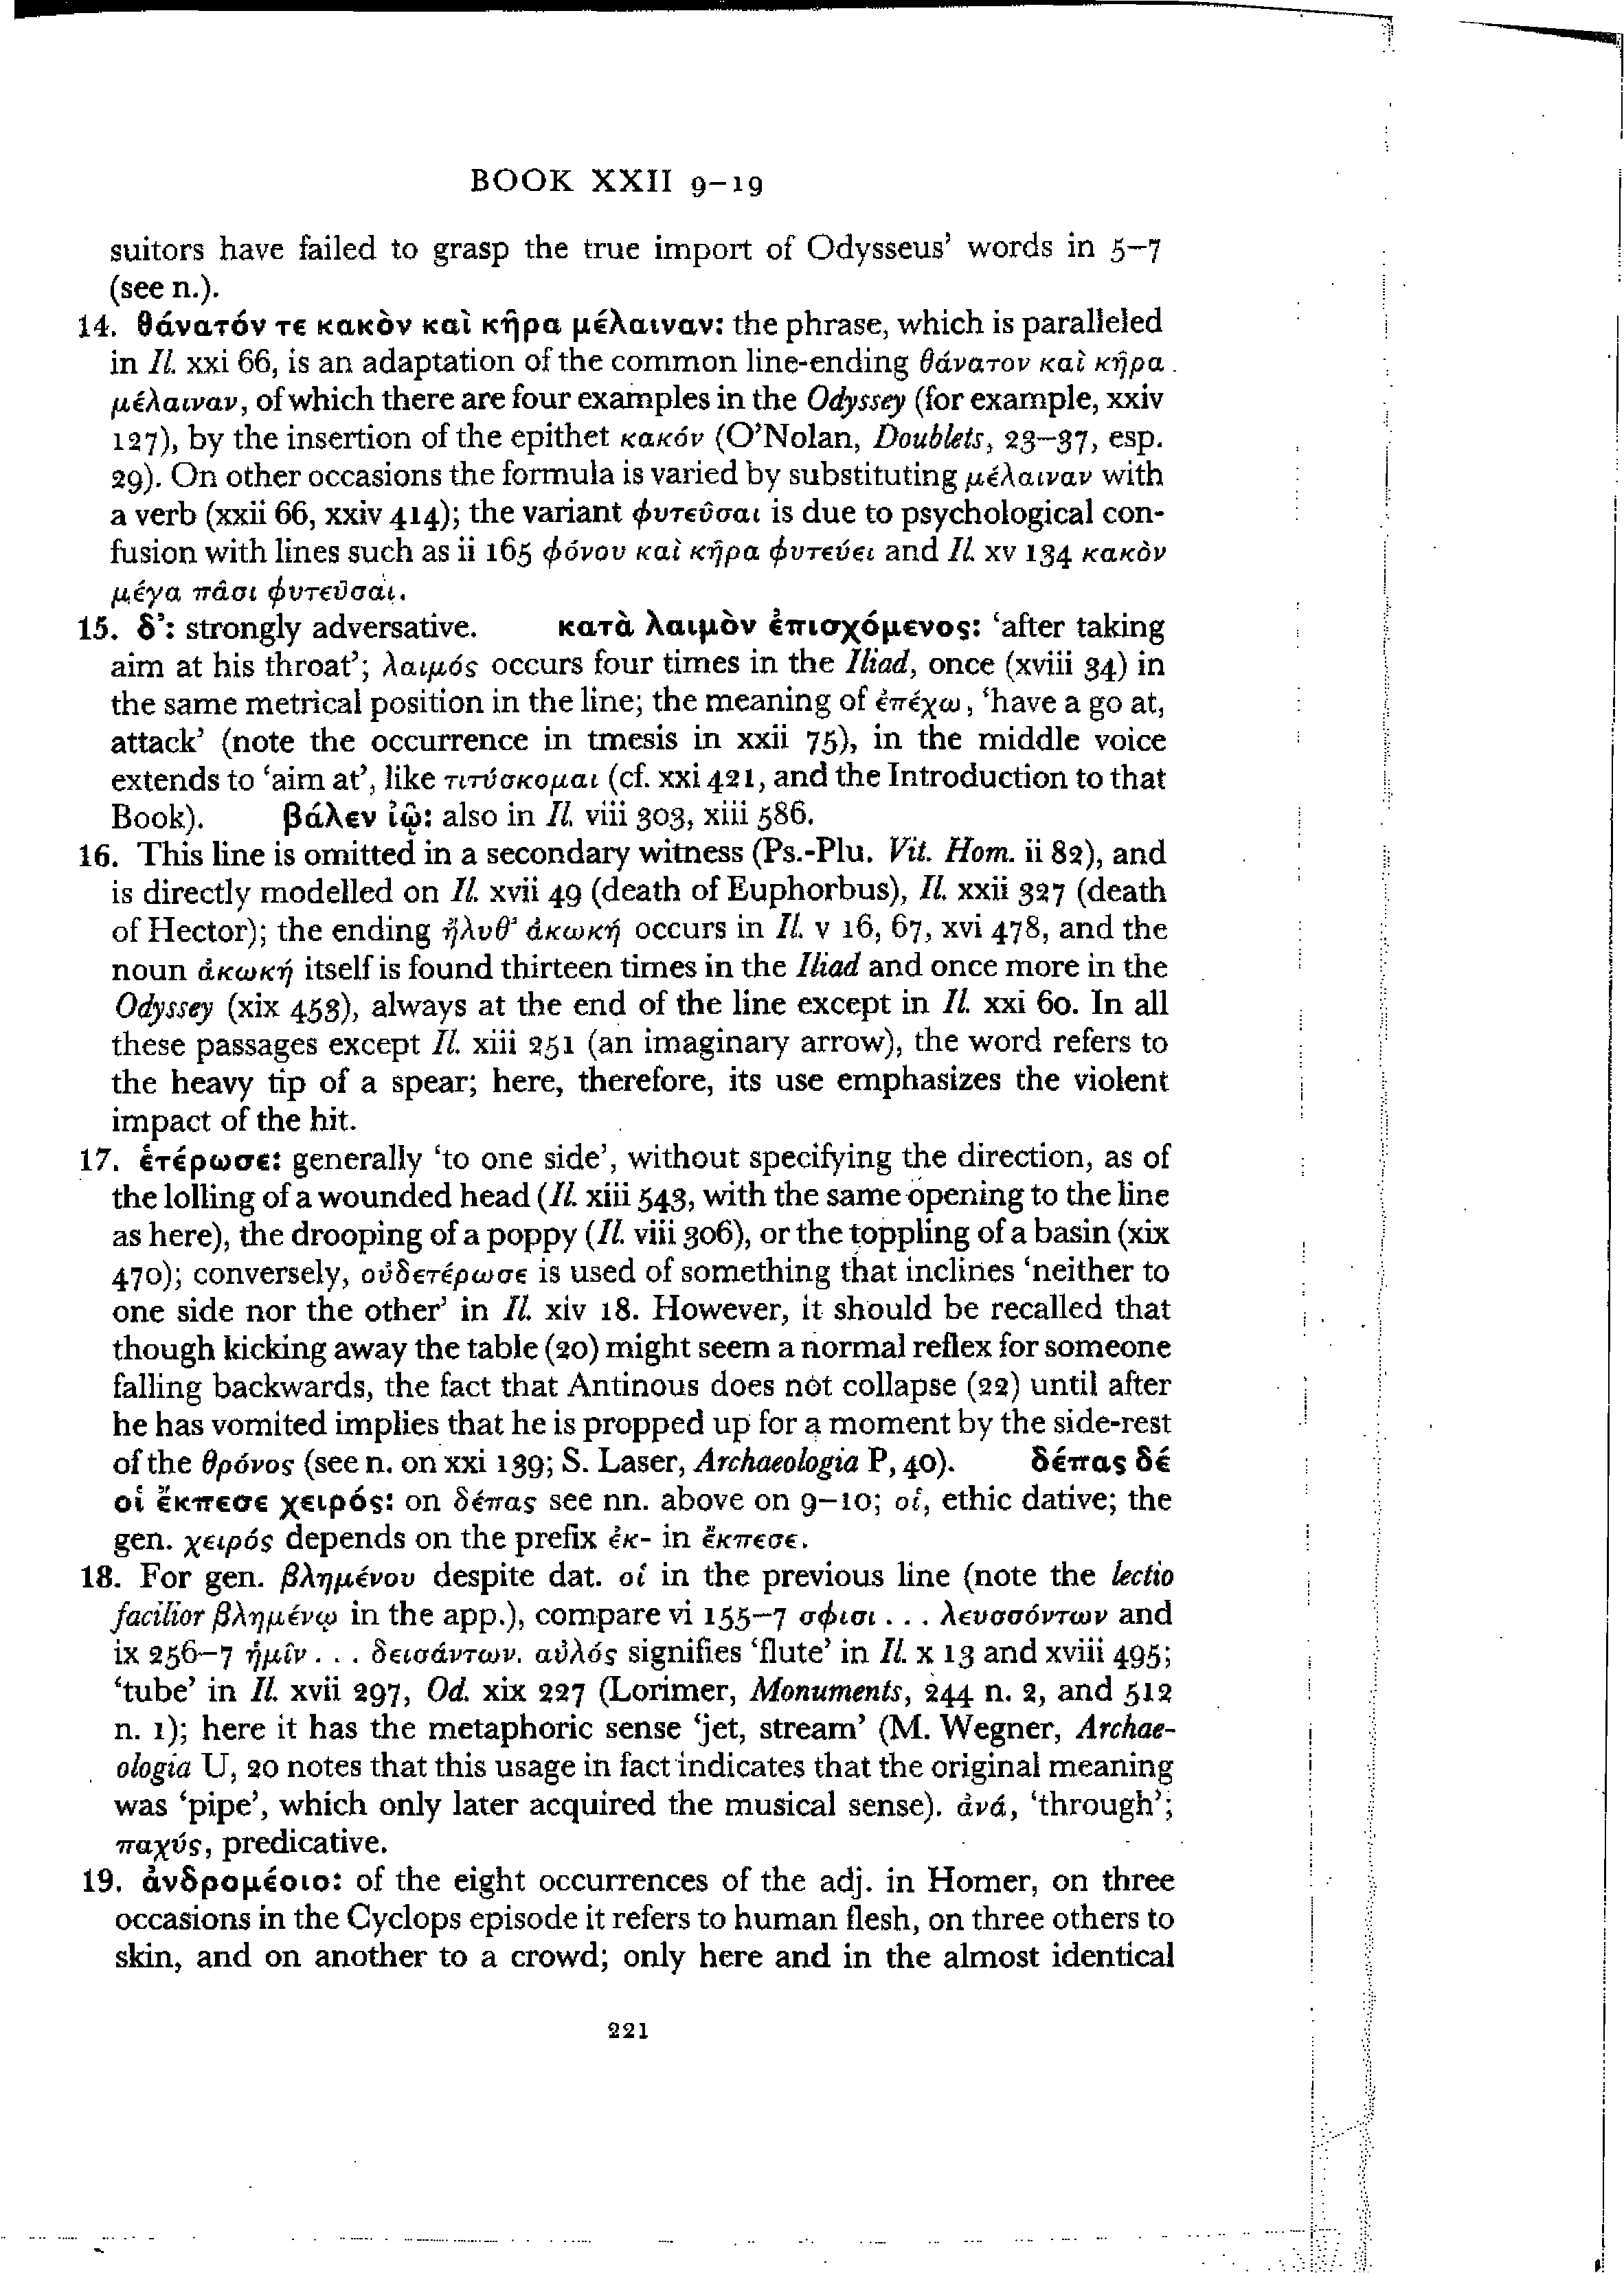 BOOK XXII 9–19
suitors have failed to grasp the true import of Odysseus’ words in 5–7
(see n.).
14. θάνατόν τε κακὸν καὶ κῆρα μέλαιναν: the phrase, which is paralleled
in Il. xxi 66, is an adaptation of the common line-ending θάνατον καὶ κῆρα
μέλαιναν, of which there are four examples in the Odyssey (for example, xxiv
127), by the insertion of the epithet κακόν (O’Nolan, Doublets, 23–37, esp.
29). On other occasions the formula is varied by substituting μέλαιναν with
a verb (xxii 66, xxiv 414); the variant φυτεῦσαι is due to psychological con-
fusion with lines such as ii 165 φόνον καὶ κῆρα φυτεύει and Il. xv 134 κακὸν
μέγα πᾶσι φυτεῦσαι.
15. δ’: strongly adversative. κατὰ λαιμὸν ἐπισχόμενος: ‘after taking
aim at his throat’; λαιμός occurs four times in the Iliad, once (xviii 34) in
the same metrical position in the line; the meaning of ἐπέχω, ‘have a go at,
attack’ (note the occurrence in tmesis in xxii 75), in the middle voice
extends to ‘aim at’, like τιτύσκομαι (cf. xxi 421, and the Introduction to that
Book). βάλεν ἰῷ: also in Il. viii 303, xiii 586.
16. This line is omitted in a secondary witness (Ps.-Plu. Vit. Hom. ii 82), and
is directly modelled on Il. xvii 49 (death of Euphorbus), Il. xxii 327 (death
of Hector); the ending ἤλυθ’ ἀκωκή occurs in Il. v 16, 67, xvi 478, and the
noun ἀκωκή itself is found thirteen times in the Iliad and once more in the
Odyssey (xix 453), always at the end of the line except in Il. xxi 60. In all
these passages except Il. xiii 251 (an imaginary arrow), the word refers to
the heavy tip of a spear; here, therefore, its use emphasizes the violent
impact of the hit.
17. ἑτέρωσε: generally ‘to one side’, without specifying the direction, as of
the lolling of a wounded head (Il. xiii 543, with the same opening to the line
as here), the drooping of a poppy (Il. viii 306), or the toppling of a basin (xix
470); conversely, οὐδετέρωσε is used of something that inclines ‘neither to
one side nor the other’ in Il. xiv 18. However, it should be recalled that
though kicking away the table (20) might seem a normal reflex for someone
falling backwards, the fact that Antinous does not collapse (22) until after
he has vomited implies that he is propped up for a moment by the side-rest
of the θρόνος (see n. on xxi 139; S. Laser, Archaeologia P, 40). δέπας δέ
οἱ ἔκπεσε χειρός: on δέπας see nn. above on 9–10; οἱ, ethic dative; the
gen. χειρός depends on the prefix ἐκ- in ἔκπεσε.
18. For gen. βλημένου despite dat. οἱ in the previous line (note the lectio
facilior βλημένῳ in the app.), compare vi 155–7 σφισι . . . λευσσόντων and
ix 256–7 ἡμῖν . . . δεισάντων. αὐλός signifies ‘flute’ in Il. x 13 and xviii 495;
‘tube’ in Il. xvii 297, Od. xix 227 (Lorimer, Monuments, 244 n. 2, and 512
n. 1); here it has the metaphoric sense ‘jet, stream’ (M. Wegner, Archae-
ologia U, 20 notes that this usage in fact indicates that the original meaning
was ‘pipe’, which only later acquired the musical sense). ἀνά, ‘through’;
παχύς, predicative.
19. ἀνδρομέοιο: of the eight occurrences of the adj. in Homer, on three
occasions in the Cyclops episode it refers to human flesh, on three others to
skin, and on another to a crowd; only here and in the almost identical
221